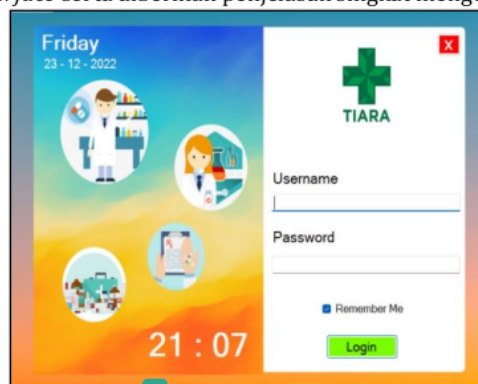 Friday
23 - 12 - 2022
X
TIARA
Username
Password
Remember Me
21 : 07
Login